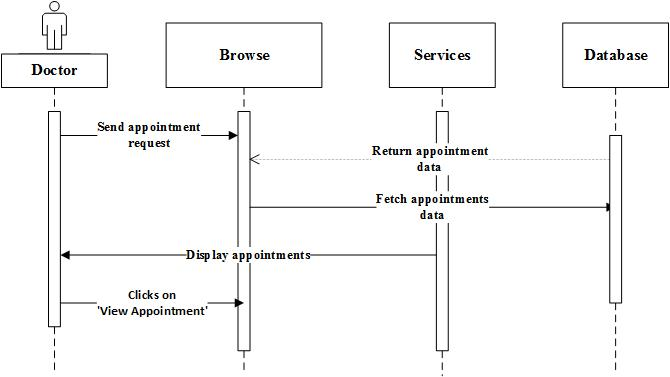 Doctor
Browse
Services
Database
Send appointment
request
Return appointment
data
Fetch appointments
data
Display appointments
Clicks on
'View Appointment'